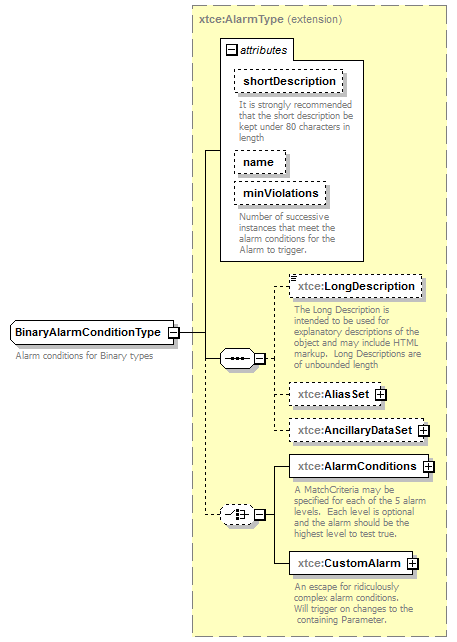 xtce:AlarmType (extension)
attributes
shortDescription
It is strongly recommended
that the short description be
kept under 80 characters in
length
name
minViolations
Number of successive
instances that meet the
alarm conditions for the
Alarm to trigger.
BinaryAlarmConditionType
Alarm conditions for Binary types
xtce:LongDescription
The Long Description is
intended to be used for
explanatory descriptions of the
object and may include HTML
markup.  Long Descriptions are
of unbounded length
xtce:AliasSet
xtce:AncillaryDataSet
xtce:AlarmConditions
A MatchCriteria may be
specified for each of the 5 alarm
levels.  Each level is optional
and the alarm should be the
highest level to test true.
xtce:CustomAlarm
An escape for ridiculously
complex alarm conditions.
Will trigger on changes to the
containing Parameter.